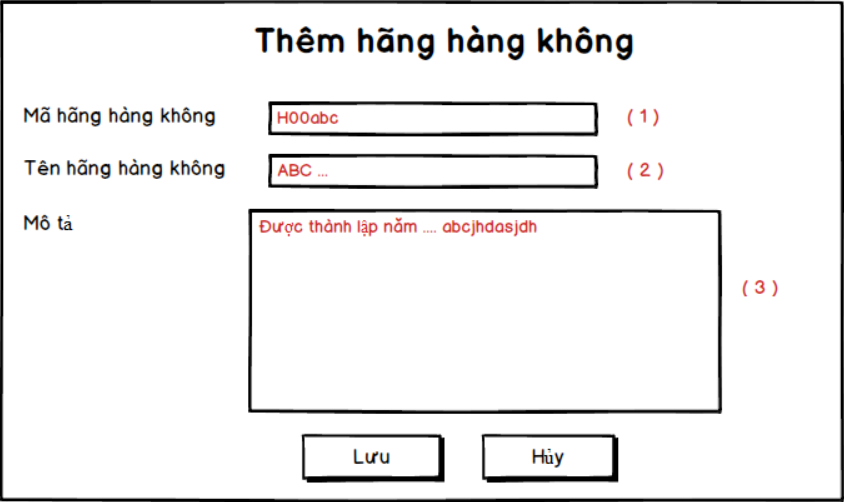 Thêm hãng hàng không
Mã hãng hàng không H00abc ( 1 )
Tên hãng hàng không ABC ... ( 2 )
Mô tả Được thành lập năm .... abcjhdasjdh
( 3 )
Lưu Hủy